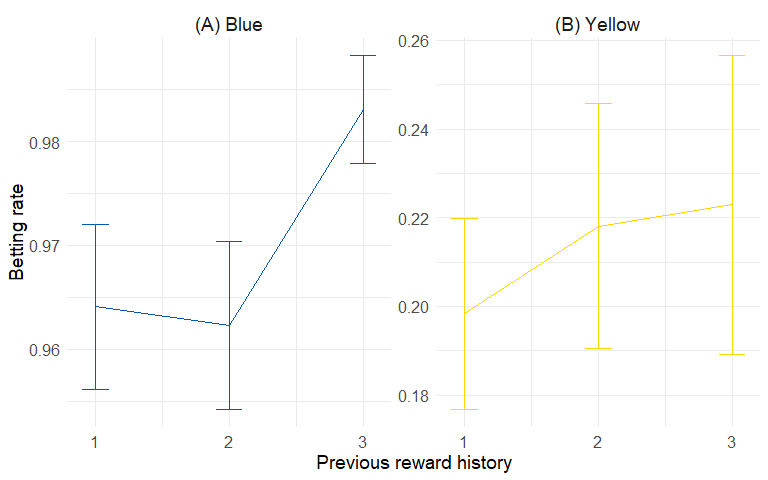 (A) Blue
(B) Yellow
Betting rate
0.98
0.97
0.96
0.26
0.24
0.22
0.20
0.18
1 2 3
1 2 3
Previous reward history